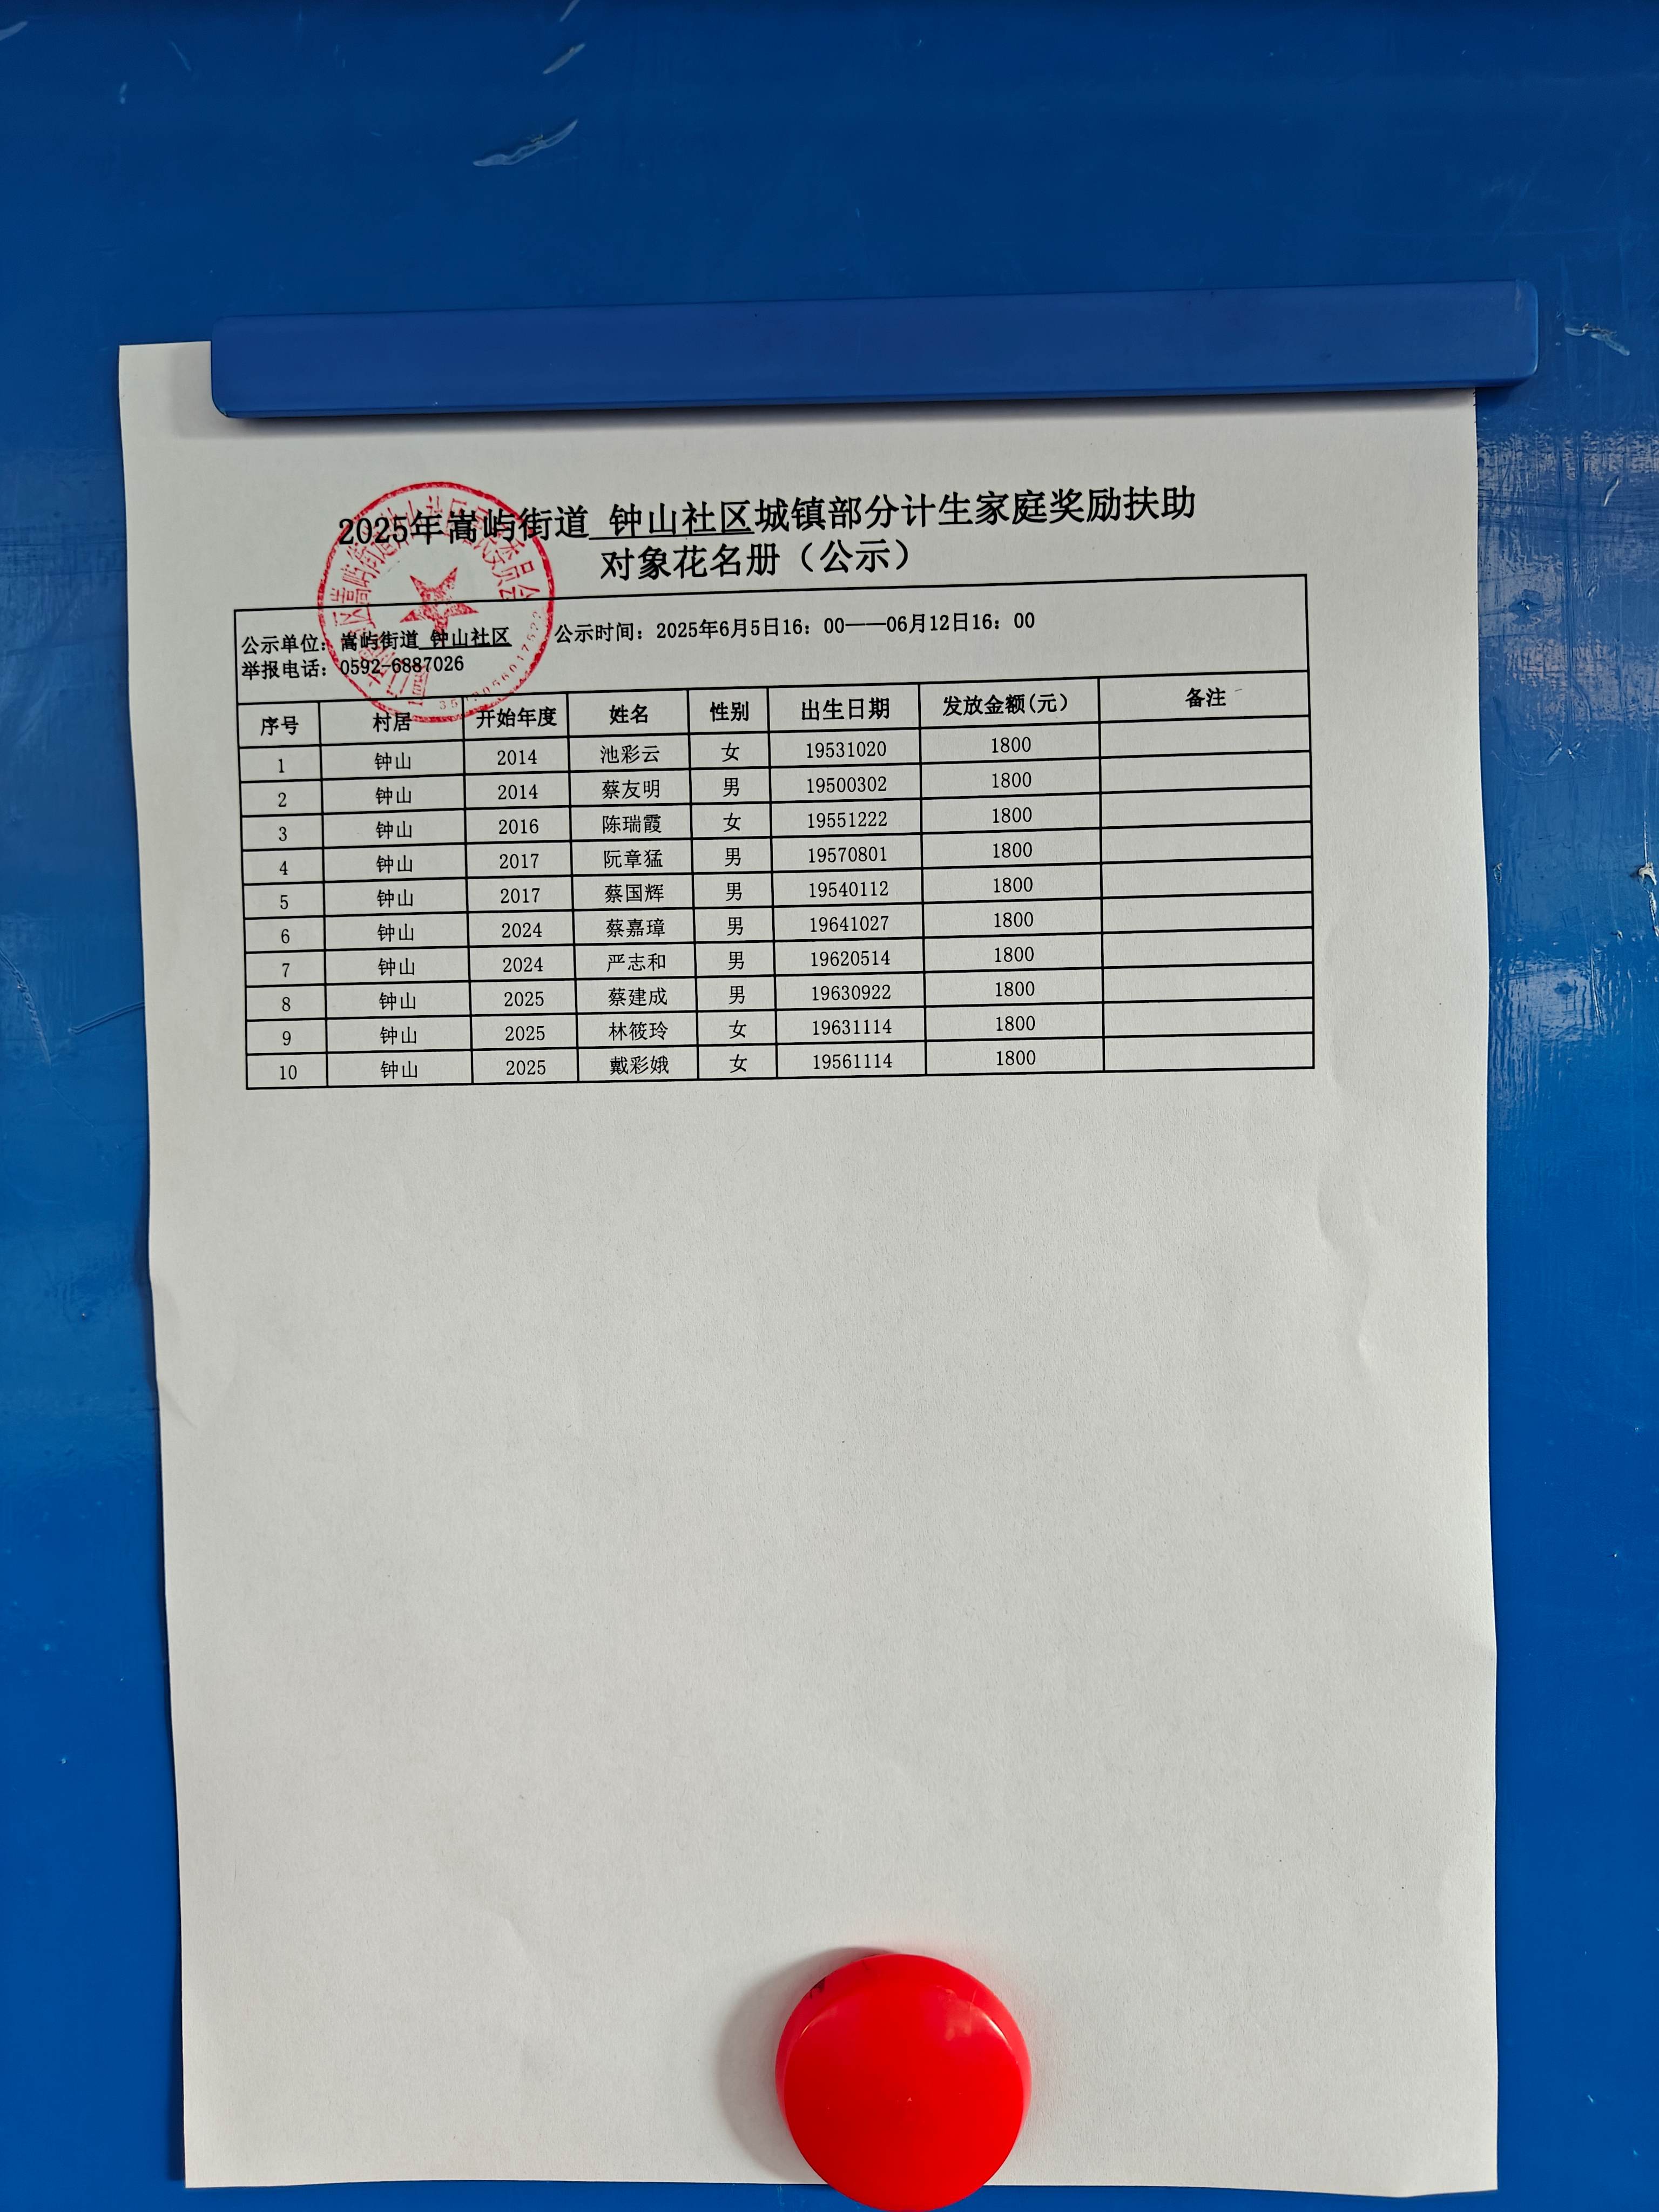 2025年嵩屿街道 钟山社区城镇部分计生家庭奖励扶助
对象花名册（公示）
公示单位：嵩屿街道 钟山社区 公示时间：2025年6月5日16：00——06月12日16：00
举报电话：0592-6887026
序号 村居 开始年度 姓名 性别 出生日期 发放金额(元) 备注
1 钟山 2014 池彩云 女 19531020 1800
2 钟山 2014 蔡友明 男 19500302 1800
3 钟山 2016 陈瑞霞 女 19551222 1800
4 钟山 2017 阮章猛 男 19570801 1800
5 钟山 2017 蔡国辉 男 19540112 1800
6 钟山 2024 蔡嘉璋 男 19641027 1800
7 钟山 2024 严志和 男 19620514 1800
8 钟山 2025 蔡建成 男 19630922 1800
9 钟山 2025 林筱玲 女 19631114 1800
10 钟山 2025 戴彩娥 女 19561114 1800